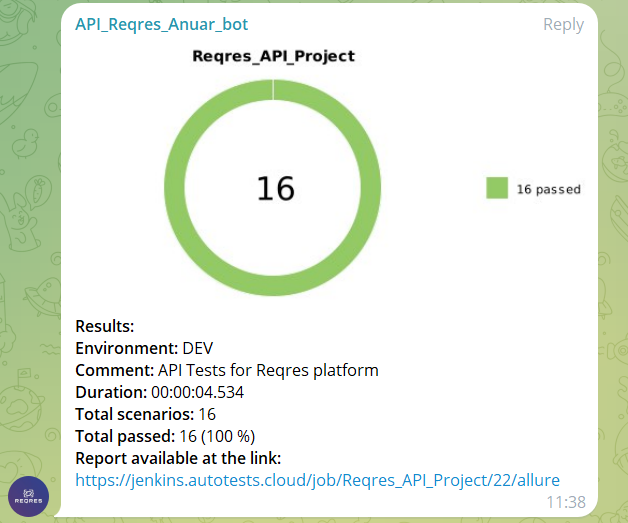 API_Reqres_Anuar_bot Reply
Reqres_API_Project
16
16 passed
Results:
Environment: DEV
Comment: API Tests for Reqres platform
Duration: 00:00:04.534
Total scenarios: 16
Total passed: 16 (100 %)
Report available at the link:
https://jenkins.autotests.cloud/job/Reqres_API_Project/22/allure
REQRES
11:38